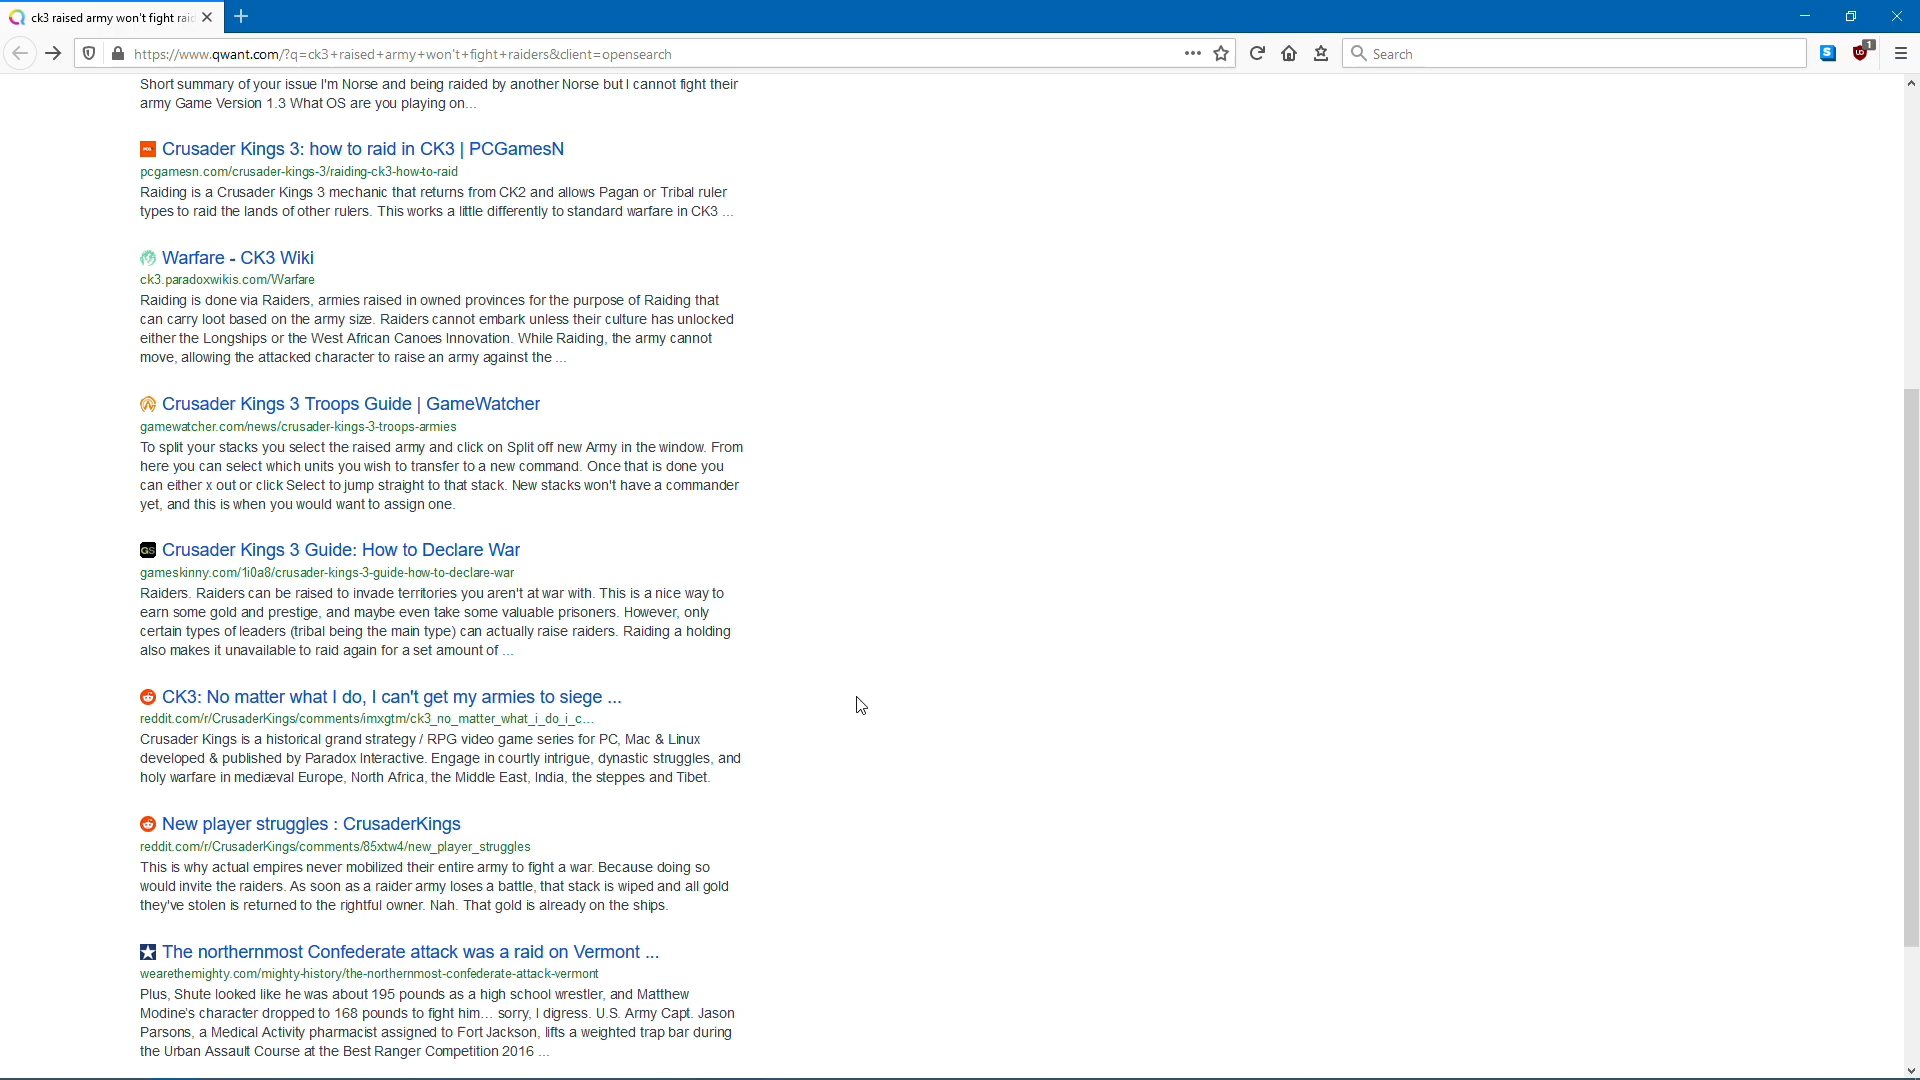 ck3 raised army won't fight raid
https://www.qwant.com/?q=ck3+raised+army+won't+fight+raiders&client=opensearch
Search
1
Short summary of your issue I'm Norse and being raided by another Norse but I cannot fight their
army Game Version 1.3 What OS are you playing on...
Crusader Kings 3: how to raid in CK3 | PCGamesN
pcgamesn.com/crusader-kings-3/raiding-ck3-how-to-raid
Raiding is a Crusader Kings 3 mechanic that returns from CK2 and allows Pagan or Tribal ruler
types to raid the lands of other rulers. This works a little differently to standard warfare in CK3 ...
Warfare - CK3 Wiki
ck3.paradoxwikis.com/Warfare
Raiding is done via Raiders, armies raised in owned provinces for the purpose of Raiding that
can carry loot based on the army size. Raiders cannot embark unless their culture has unlocked
either the Longships or the West African Canoes Innovation. While Raiding, the army cannot
move, allowing the attacked character to raise an army against the ...
Crusader Kings 3 Troops Guide | GameWatcher
gamewatcher.com/news/crusader-kings-3-troops-armies
To split your stacks you select the raised army and click on Split off new Army in the window. From
here you can select which units you wish to transfer to a new command. Once that is done you
can either x out or click Select to jump straight to that stack. New stacks won't have a commander
yet, and this is when you would want to assign one.
GS Crusader Kings 3 Guide: How to Declare War
gameskinny.com/1i0a8/crusader-kings-3-guide-how-to-declare-war
Raiders. Raiders can be raised to invade territories you aren't at war with. This is a nice way to
earn some gold and prestige, and maybe even take some valuable prisoners. However, only
certain types of leaders (tribal being the main type) can actually raise raiders. Raiding a holding
also makes it unavailable to raid again for a set amount of ...
CK3: No matter what I do, I can't get my armies to siege ...
reddit.com/r/CrusaderKings/comments/imxgtm/ck3_no_matter_what_i_do_i_c...
Crusader Kings is a historical grand strategy / RPG video game series for PC, Mac & Linux
developed & published by Paradox Interactive. Engage in courtly intrigue, dynastic struggles, and
holy warfare in mediæval Europe, North Africa, the Middle East, India, the steppes and Tibet.
New player struggles : CrusaderKings
reddit.com/r/CrusaderKings/comments/85xtw4/new_player_struggles
This is why actual empires never mobilized their entire army to fight a war. Because doing so
would invite the raiders. As soon as a raider army loses a battle, that stack is wiped and all gold
they've stolen is returned to the rightful owner. Nah. That gold is already on the ships.
The northernmost Confederate attack was a raid on Vermont ...
wearethemighty.com/mighty-history/the-northernmost-confederate-attack-vermont
Plus, Shute looked like he was about 195 pounds as a high school wrestler, and Matthew
Modine's character dropped to 168 pounds to fight him... sorry, I digress. U.S. Army Capt. Jason
Parsons, a Medical Activity pharmacist assigned to Fort Jackson, lifts a weighted trap bar during
the Urban Assault Course at the Best Ranger Competition 2016 ...